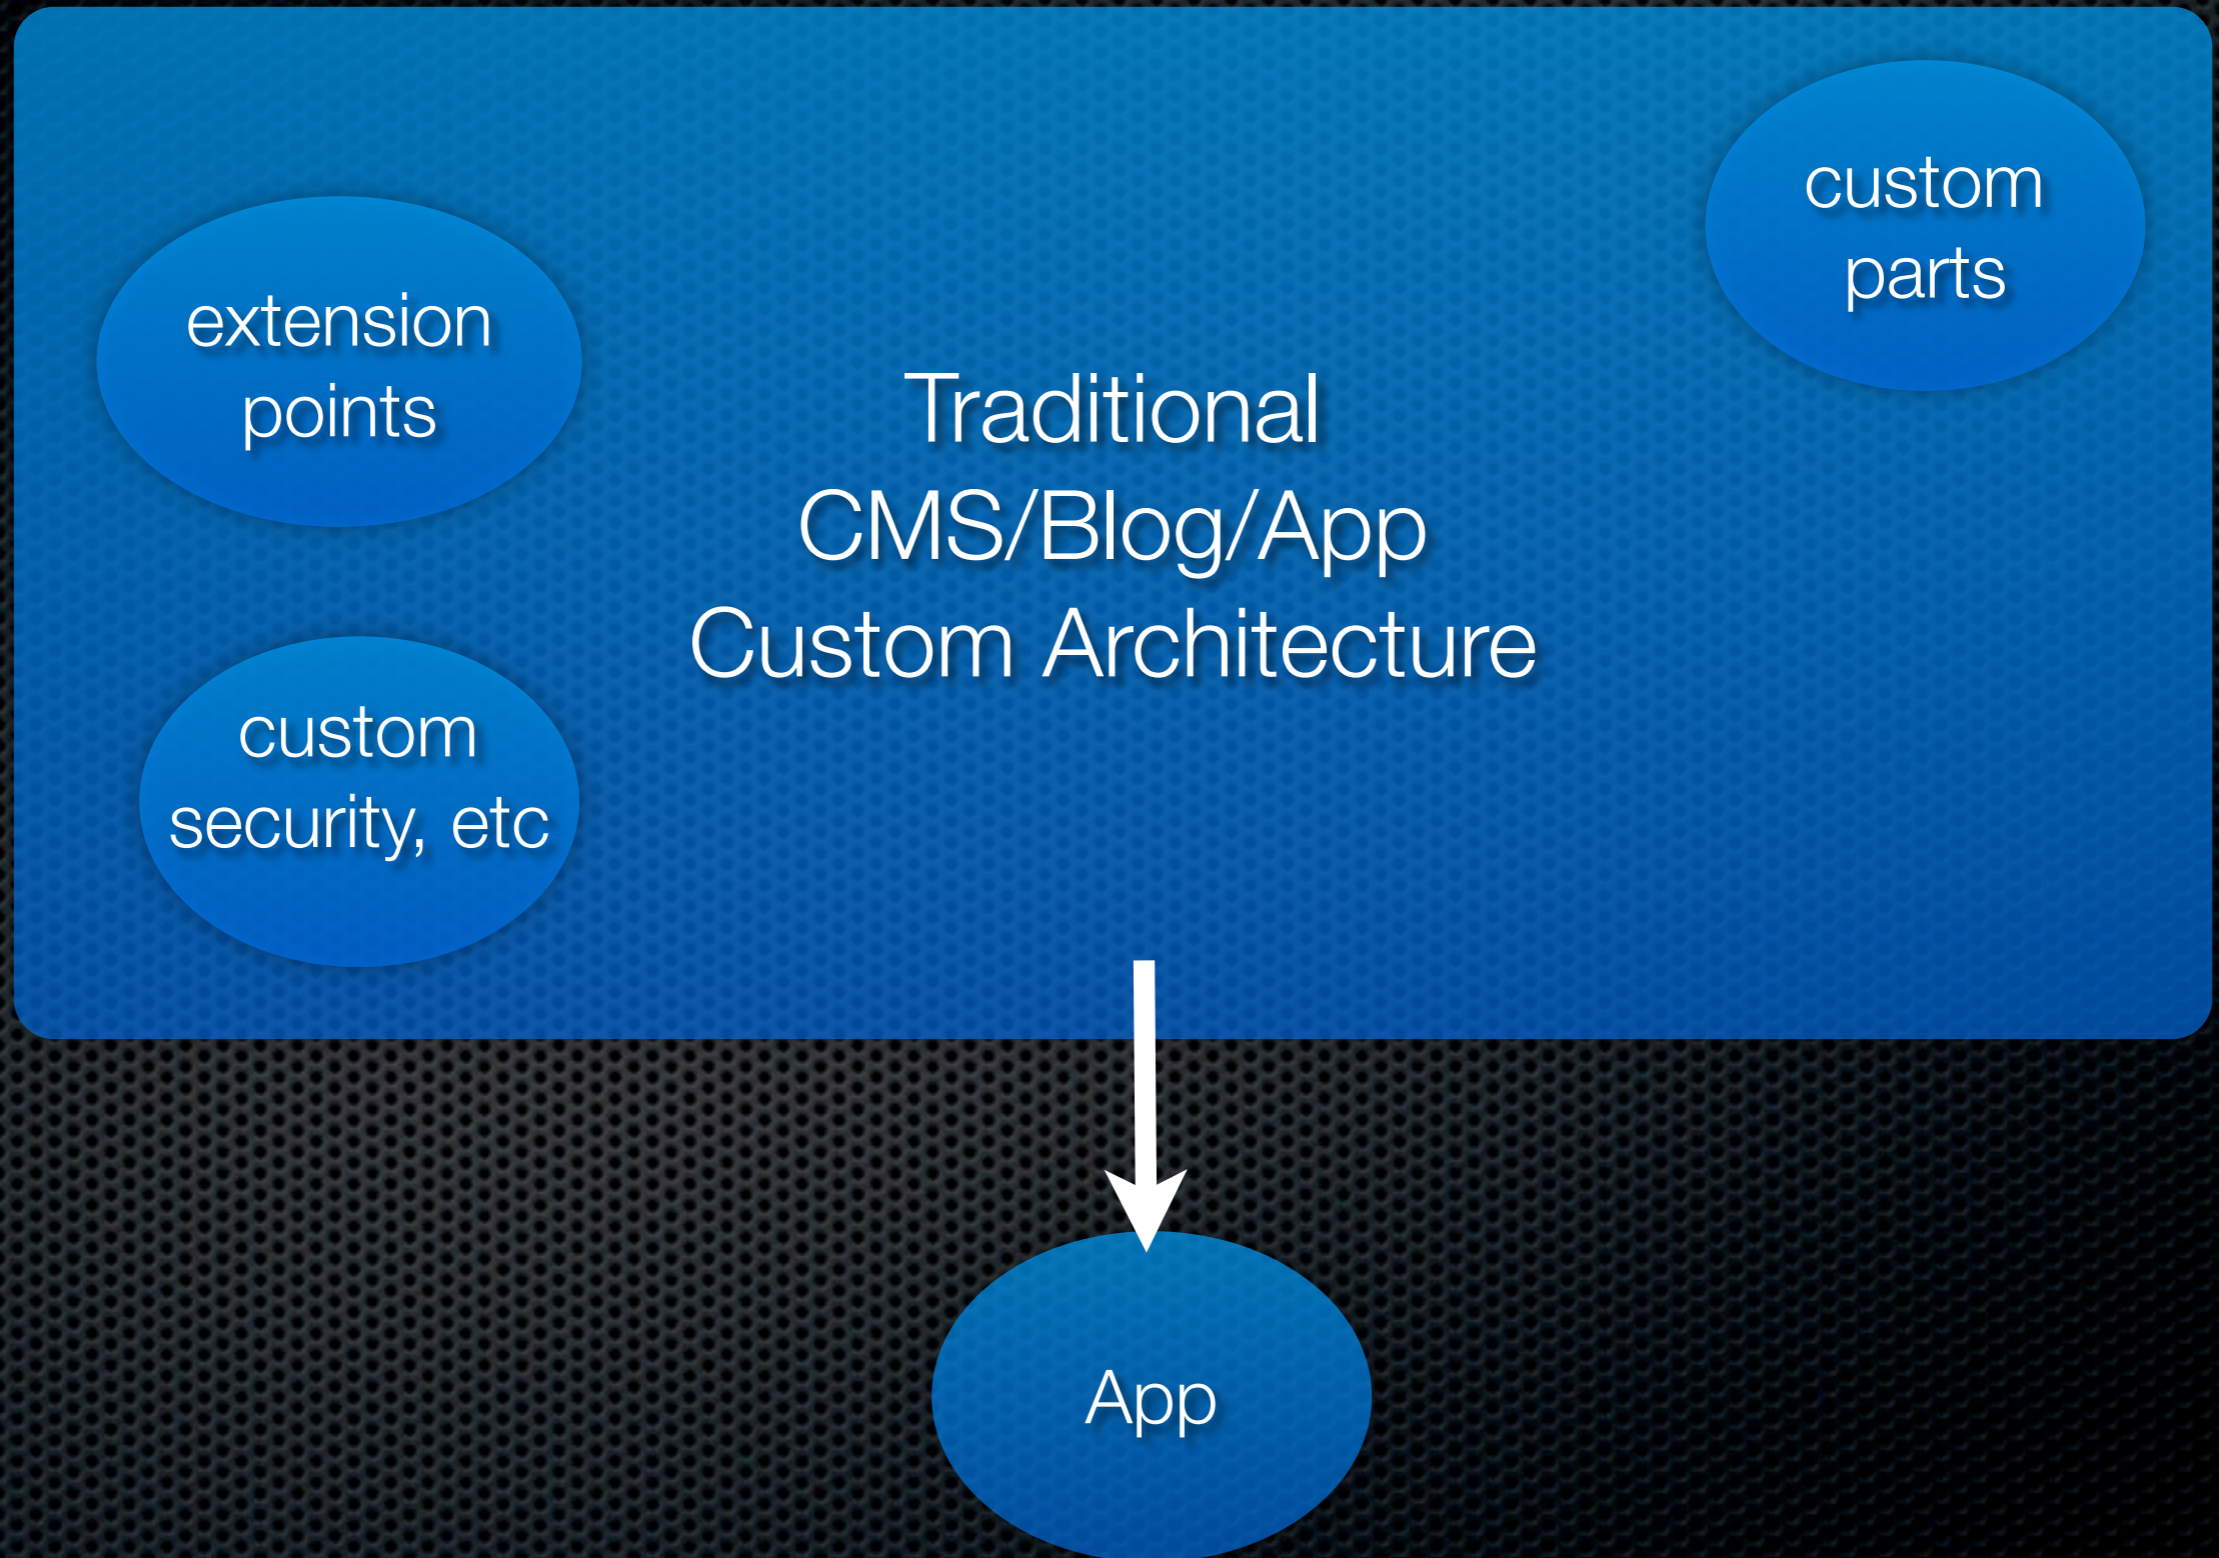 custom
parts
extension
points
Traditional
CMS/Blog/App
Custom Architecture
custom
security, etc
App